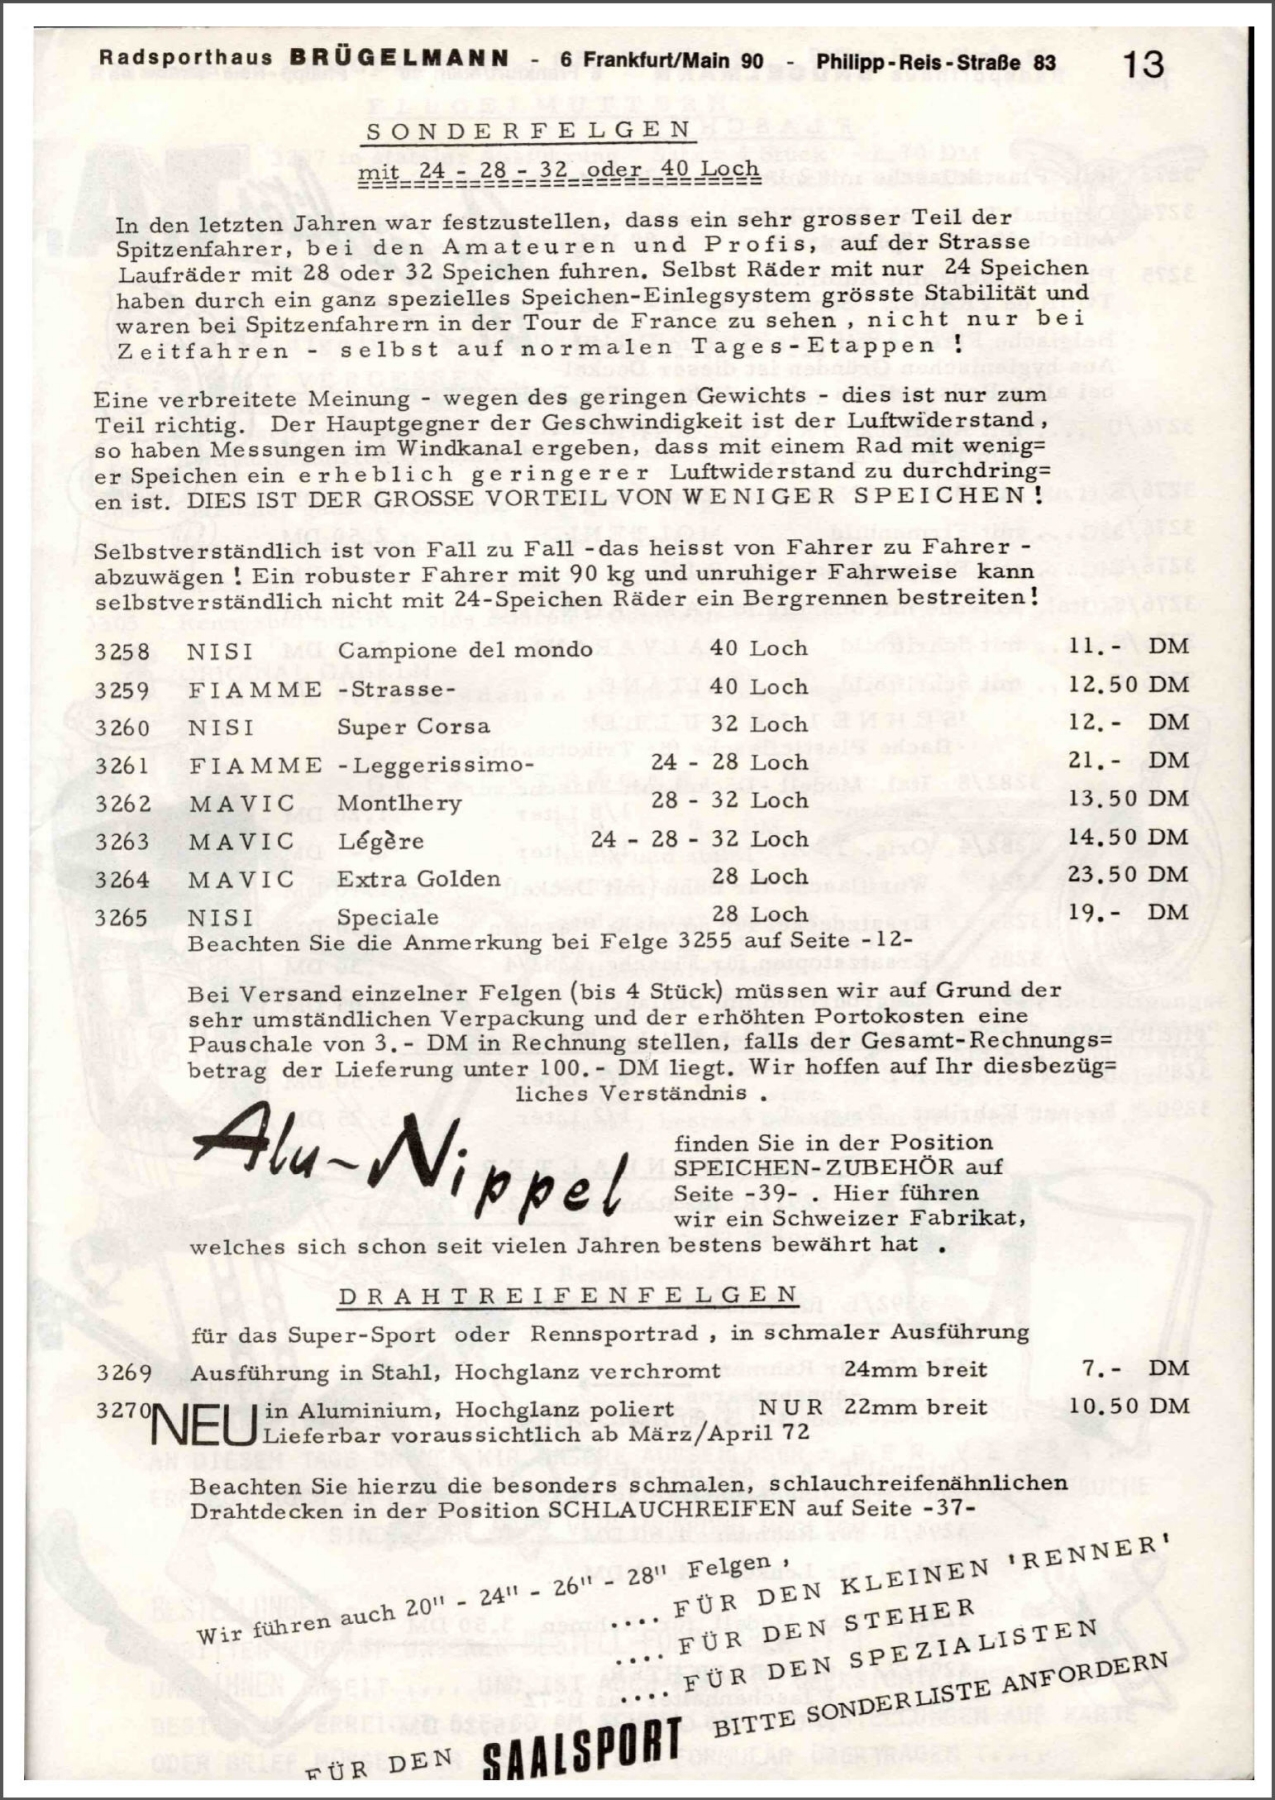 Radsporthaus BRÜGELMANN - 6 Frankfurt/Main 90 - Philipp-Reis-Straße 83 13
SONDERFELGEN
mit 24 - 28 - 32 oder 40 Loch
In den letzten Jahren war festzustellen, dass ein sehr grosser Teil der
Spitzenfahrer, bei den Amateuren und Profis, auf der Strasse
Laufräder mit 28 oder 32 Speichen fuhren. Selbst Räder mit nur 24 Speichen
haben durch ein ganz spezielles Speichen-Einlegsystem grösste Stabilität und
waren bei Spitzenfahrern in der Tour de France zu sehen , nicht nur bei
Zeitfahren - selbst auf normalen Tages-Etappen !
Eine verbreitete Meinung - wegen des geringen Gewichts - dies ist nur zum
Teil richtig. Der Hauptgegner der Geschwindigkeit ist der Luftwiderstand ,
so haben Messungen im Windkanal ergeben, dass mit einem Rad mit wenig=
er Speichen ein erheblich geringerer Luftwiderstand zu durchdring=
en ist. DIES IST DER GROSSE VORTEIL VON WENIGER SPEICHEN !
Selbstverständlich ist von Fall zu Fall -das heisst von Fahrer zu Fahrer -
abzuwägen ! Ein robuster Fahrer mit 90 kg und unruhiger Fahrweise kann
selbstverständlich nicht mit 24-Speichen Räder ein Bergrennen bestreiten!
3258 NISI Campione del mondo 40 Loch 11.- DM
3259 FIAMME -Strasse- 40 Loch 12.50 DM
3260 NISI Super Corsa 32 Loch 12.- DM
3261 FIAMME -Leggerissimo- 24 - 28 Loch 21.- DM
3262 MAVIC Montlhery 28 - 32 Loch 13.50 DM
3263 MAVIC Légère 24 - 28 - 32 Loch 14.50 DM
3264 MAVIC Extra Golden 28 Loch 23.50 DM
3265 NISI Speciale 28 Loch 19.- DM
Beachten Sie die Anmerkung bei Felge 3255 auf Seite -12-
Bei Versand einzelner Felgen (bis 4 Stück) müssen wir auf Grund der
sehr umständlichen Verpackung und der erhöhten Portokosten eine
Pauschale von 3.- DM in Rechnung stellen, falls der Gesamt-Rechnungs=
betrag der Lieferung unter 100.- DM liegt. Wir hoffen auf Ihr diesbezüg=
liches Verständnis .
Alu-Nippel
finden Sie in der Position
SPEICHEN-ZUBEHÖR auf
Seite -39- . Hier führen
wir ein Schweizer Fabrikat,
welches sich schon seit vielen Jahren bestens bewährt hat .
DRAHTREIFENFELGEN
für das Super-Sport oder Rennsportrad , in schmaler Ausführung
3269 Ausführung in Stahl, Hochglanz verchromt 24mm breit 7.- DM
3270 NEU in Aluminium, Hochglanz poliert NUR 22mm breit 10.50 DM
Lieferbar voraussichtlich ab März/April 72
Beachten Sie hierzu die besonders schmalen, schlauchreifenähnlichen
Drahtdecken in der Position SCHLAUCHREIFEN auf Seite -37-
Wir führen auch 20" - 24" - 26" - 28" Felgen ,
.... FÜR DEN KLEINEN 'RENNER'
.... FÜR DEN STEHER
.... FÜR DEN SPEZIALISTEN
FÜR DEN SAALSPORT BITTE SONDERLISTE ANFORDERN